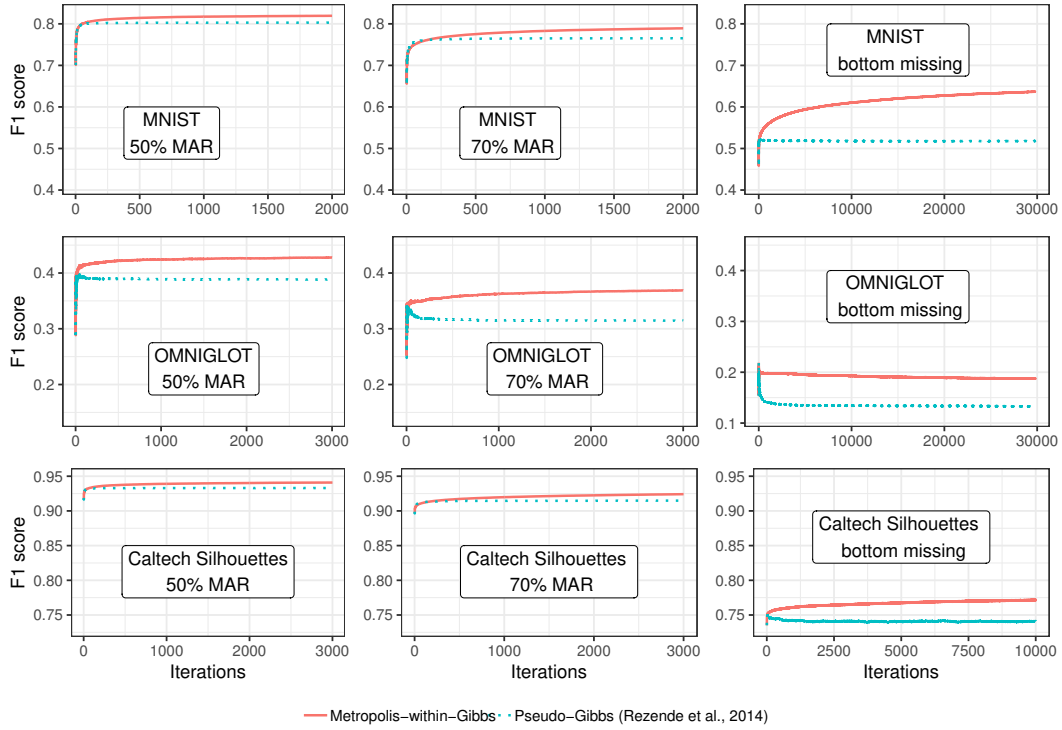 F1 score
0.8
0.7
0.6
0.5
0.4
MNIST
50% MAR
0 500 1000 1500 2000
0.8
0.7
0.6
0.5
0.4
MNIST
70% MAR
0 500 1000 1500 2000
0.8
0.7
0.6
0.5
0.4
MNIST
bottom missing
0 10000 20000 30000
F1 score
0.4
0.3
0.2
OMNIGLOT
50% MAR
0 1000 2000 3000
0.4
0.3
0.2
OMNIGLOT
70% MAR
0 1000 2000 3000
0.4
0.3
0.2
0.1
OMNIGLOT
bottom missing
0 10000 20000 30000
F1 score
0.95
0.90
0.85
0.80
0.75
Caltech Silhouettes
50% MAR
0 1000 2000 3000
Iterations
0.95
0.90
0.85
0.80
0.75
Caltech Silhouettes
70% MAR
0 1000 2000 3000
Iterations
0.95
0.90
0.85
0.80
0.75
Caltech Silhouettes
bottom missing
0 2500 5000 7500 10000
Iterations
Metropolis−within−Gibbs Pseudo−Gibbs (Rezende et al., 2014)